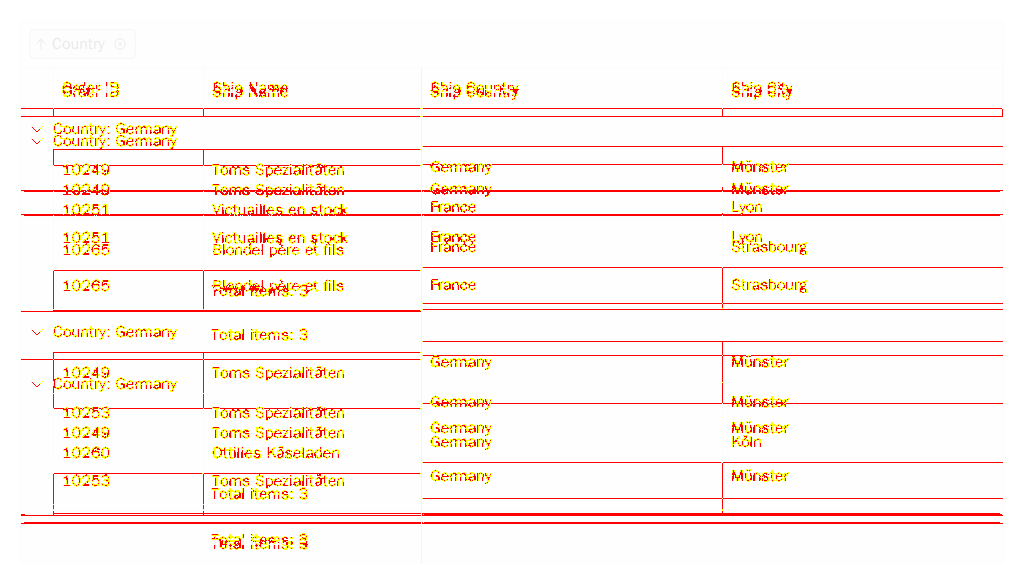 Country
Order ID Ship Name Ship Country Ship City
Country: Germany
Country: Germany
10249 Toms Spezialitäten Germany Münster
10249 Toms Spezialitäten Germany Münster
10251 Victuailles en stock France Lyon
10251 Victuailles en stock France Lyon
10265 Blondel père et fils France Strasbourg
10265 Blondel père et fils France Strasbourg
Total items: 3
Country: Germany Total items: 3
Germany Münster
10249 Toms Spezialitäten
Country: Germany
Germany Münster
10253 Toms Spezialitäten
Germany Münster
10249 Toms Spezialitäten
Germany Köln
10260 Ottilies Käseladen
Germany Münster
10253 Toms Spezialitäten
Total items: 3
Total items: